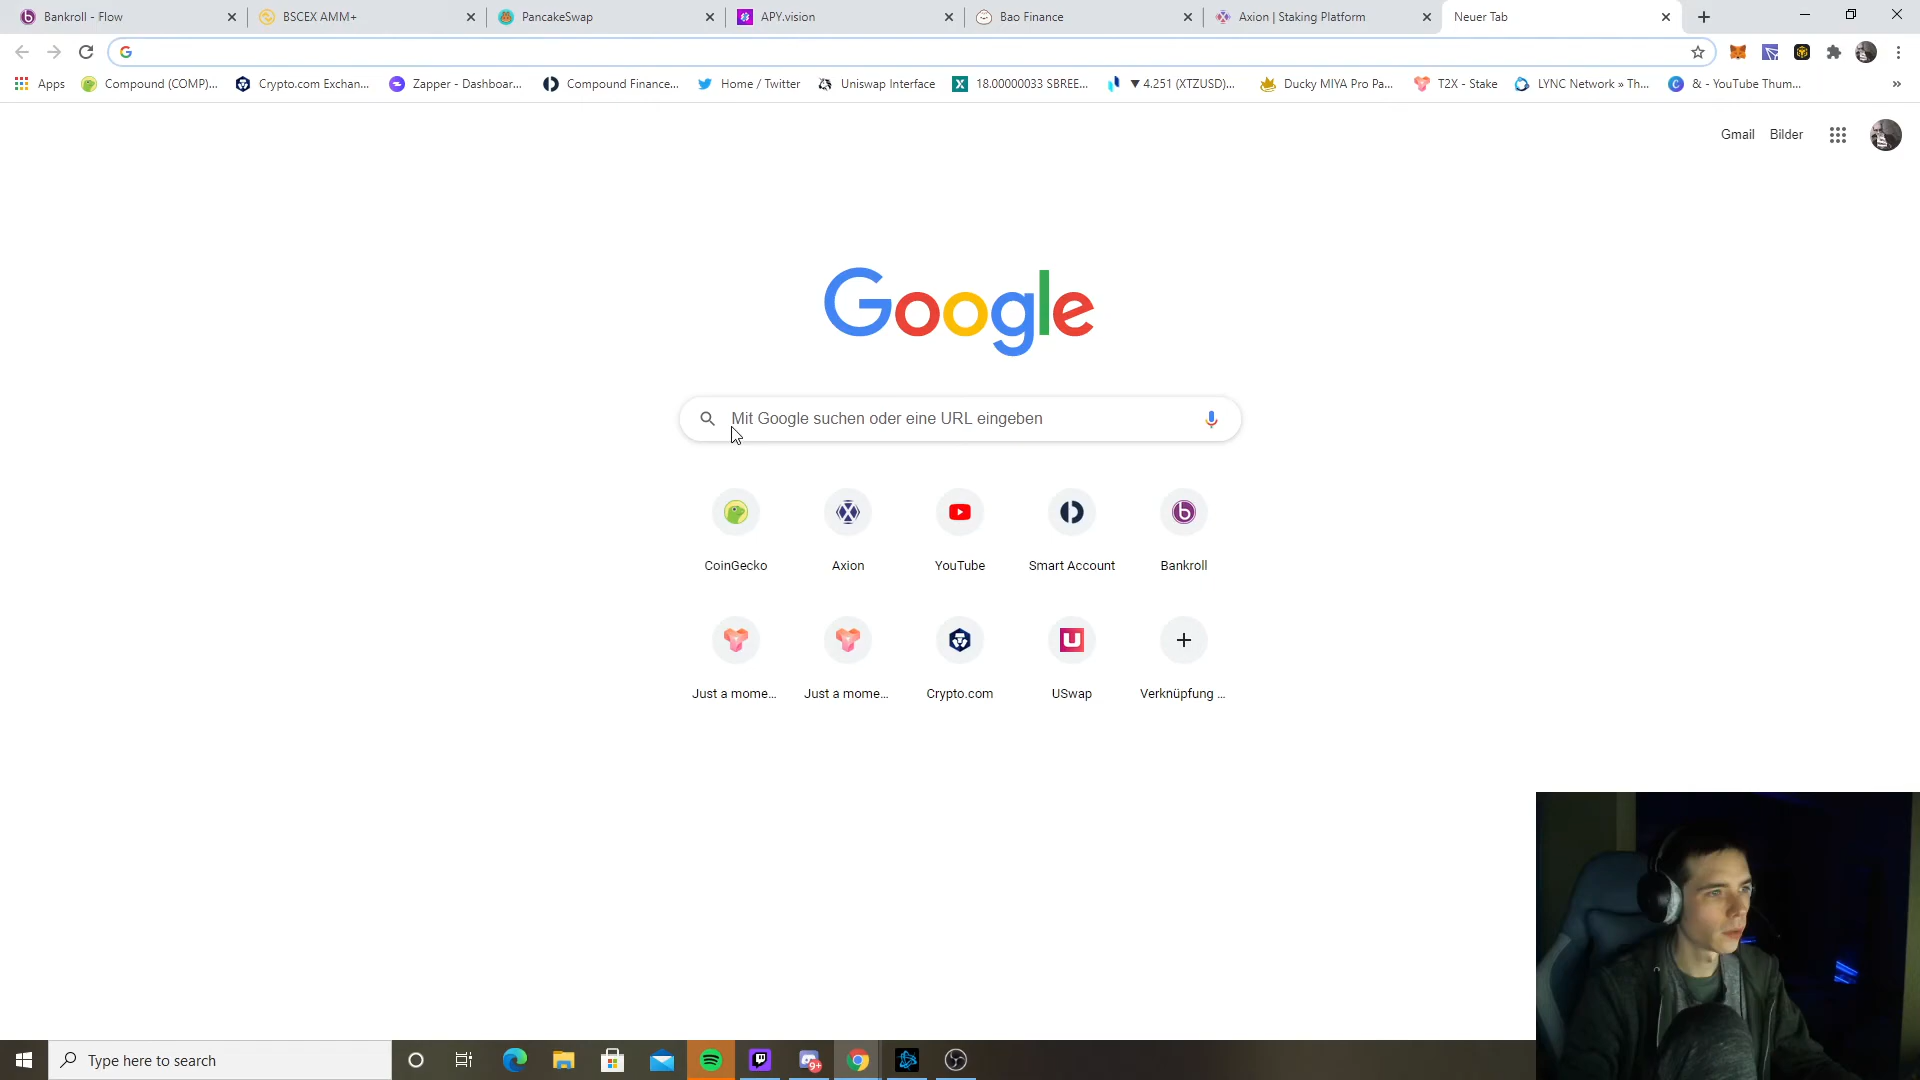 Bankroll - Flow
BSCEX AMM+
PancakeSwap
APY.vision
Bao Finance
Axion | Staking Platform
Neuer Tab
Apps
Compound (COMP)...
Crypto.com Exchan...
Zapper - Dashboar...
Compound Finance...
Home / Twitter
Uniswap Interface
18.00000033 SBREE...
▼ 4.251 (XTZUSD)...
Ducky MIYA Pro Pa...
T2X - Stake
LYNC Network » Th...
& - YouTube Thum...
»
Gmail
Bilder
Google
Mit Google suchen oder eine URL eingeben
CoinGecko
Axion
YouTube
Smart Account
Bankroll
Just a mome...
Just a mome...
Crypto.com
USwap
Verknüpfung ...
Type here to search
9+